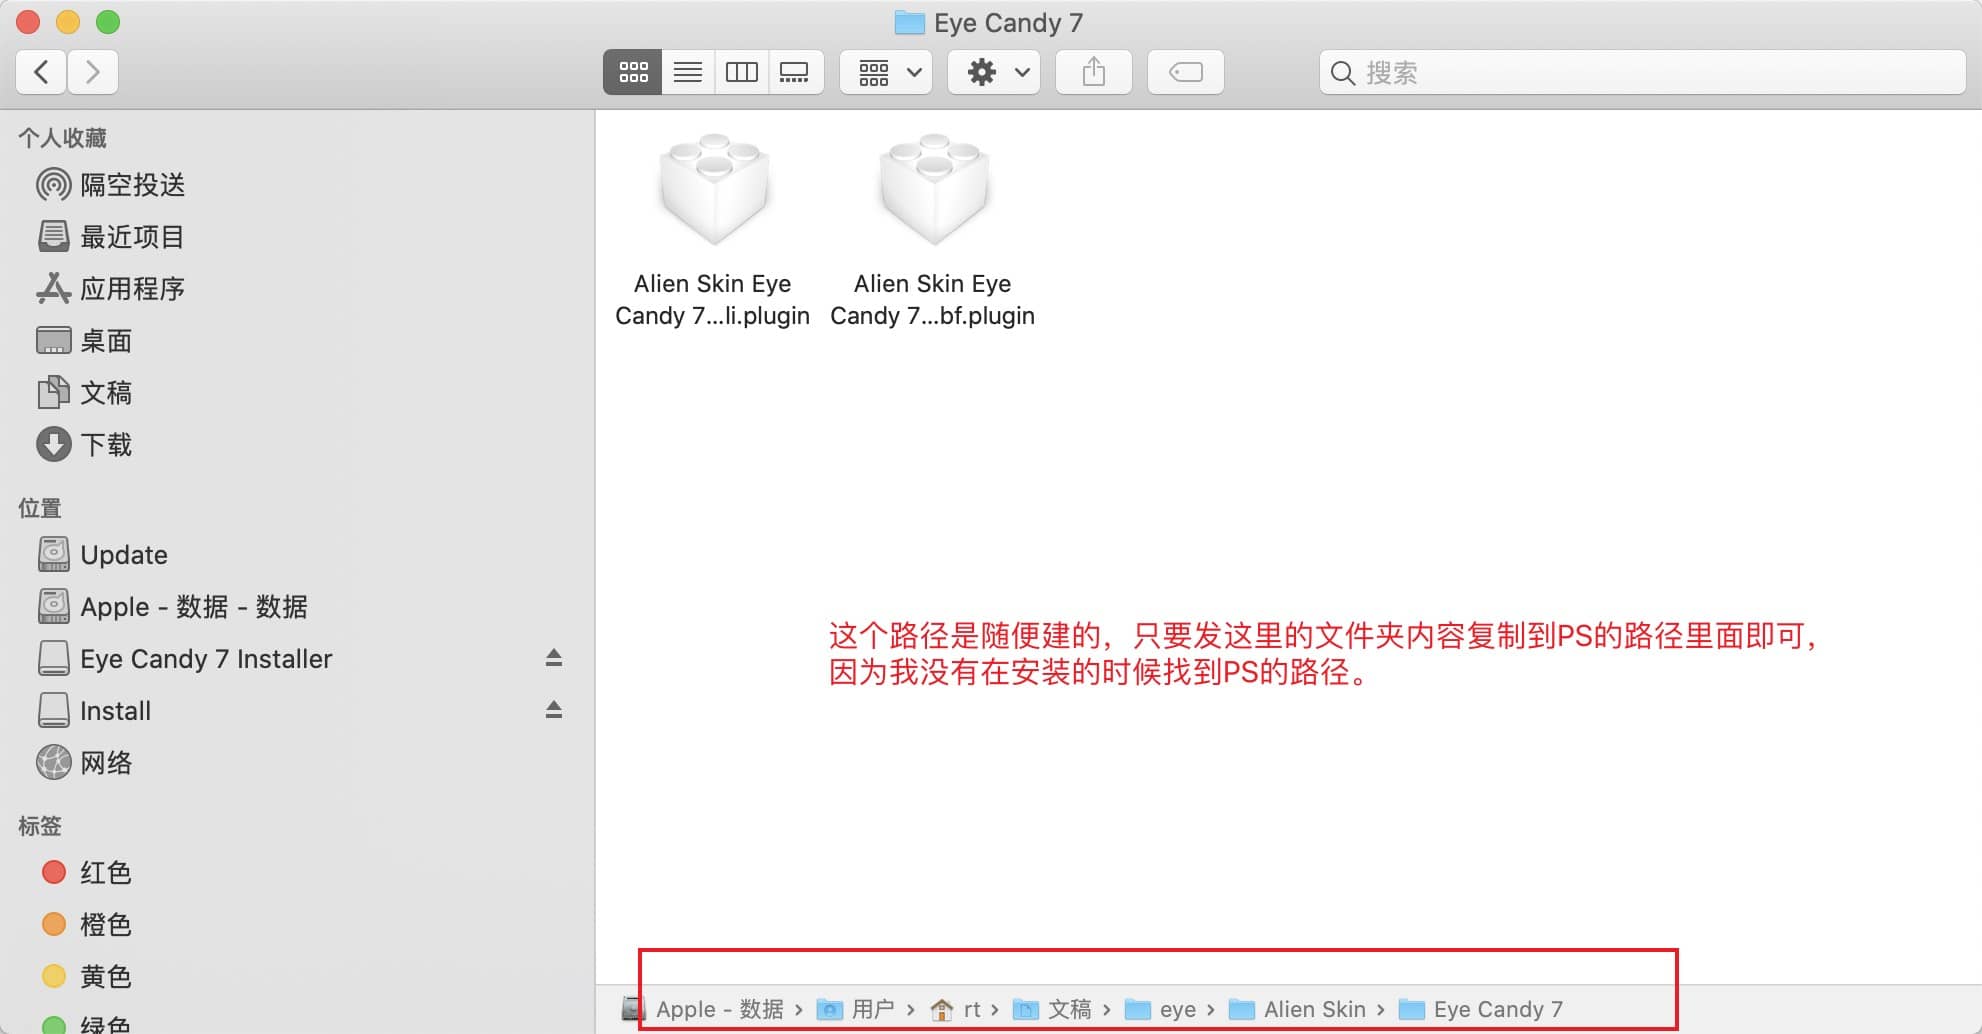 Eye Candy 7
搜索
个人收藏
隔空投送
最近项目
应用程序
桌面
文稿
下载
位置
Update
Apple - 数据 - 数据
Eye Candy 7 Installer
Install
网络
标签
红色
橙色
黄色
绿色
Alien Skin Eye
Candy 7...li.plugin
Alien Skin Eye
Candy 7...bf.plugin
这个路径是随便建的，只要发这里的文件夹内容复制到PS的路径里面即可，
因为我没有在安装的时候找到PS的路径。
Apple - 数据 › 用户 › rt › 文稿 › eye › Alien Skin › Eye Candy 7